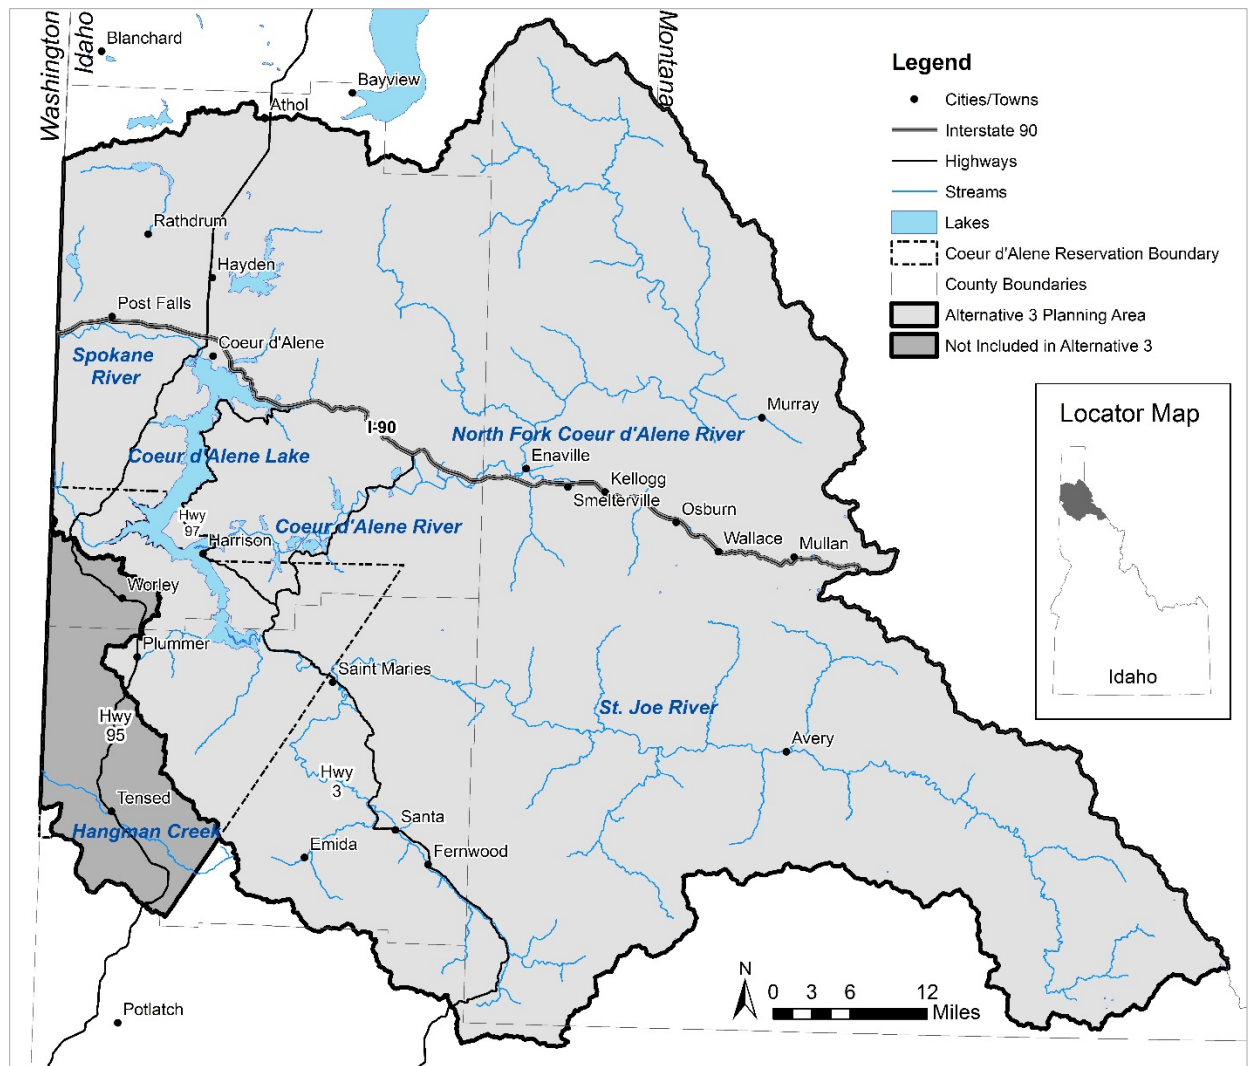 Washington
Idaho
Montana
Blanchard
Bayview
Athol
Rathdrum
Hayden
Post Falls
Coeur d'Alene
Spokane
River
Murray
I-90
North Fork Coeur d'Alene River
Coeur d'Alene Lake
Enaville
Kellogg
Smelterville
Hwy
97
Coeur d'Alene River
Osburn
Harrison
Wallace
Mullan
Worley
Plummer
Saint Maries
St. Joe River
Hwy
95
Avery
Hwy
3
Tensed
Santa
Hangman Creek
Emida
Fernwood
Potlatch
Legend
Cities/Towns
Interstate 90
Highways
Streams
Lakes
Coeur d'Alene Reservation Boundary
County Boundaries
Alternative 3 Planning Area
Not Included in Alternative 3
Locator Map
Idaho
N
0 3 6 12
Miles